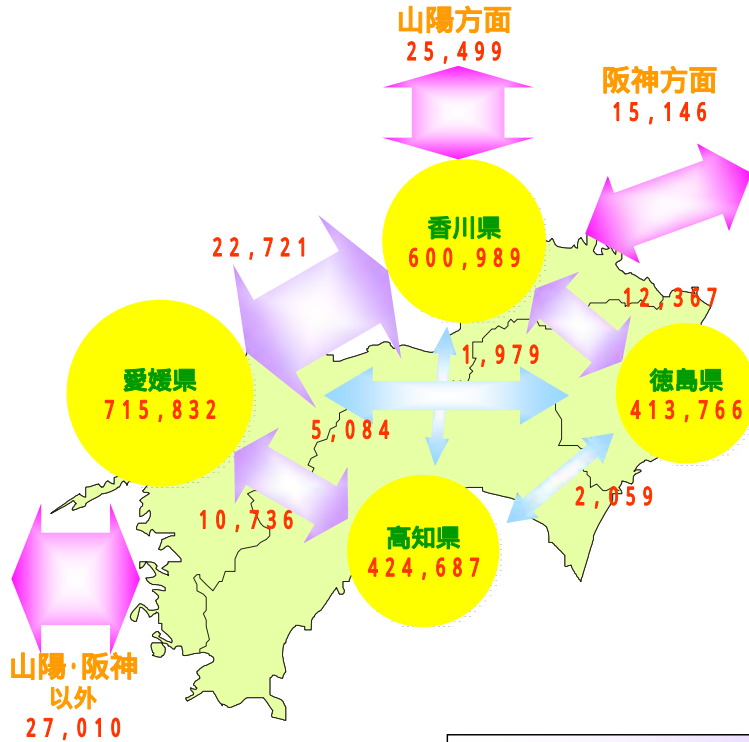 山陽方面
25,499
阪神方面
15,146
香川県
600,989
22,721
12,367
1,979
愛媛県
715,832
徳島県
413,766
5,084
2,059
10,736
高知県
424,687
山陽・阪神
以外
27,010